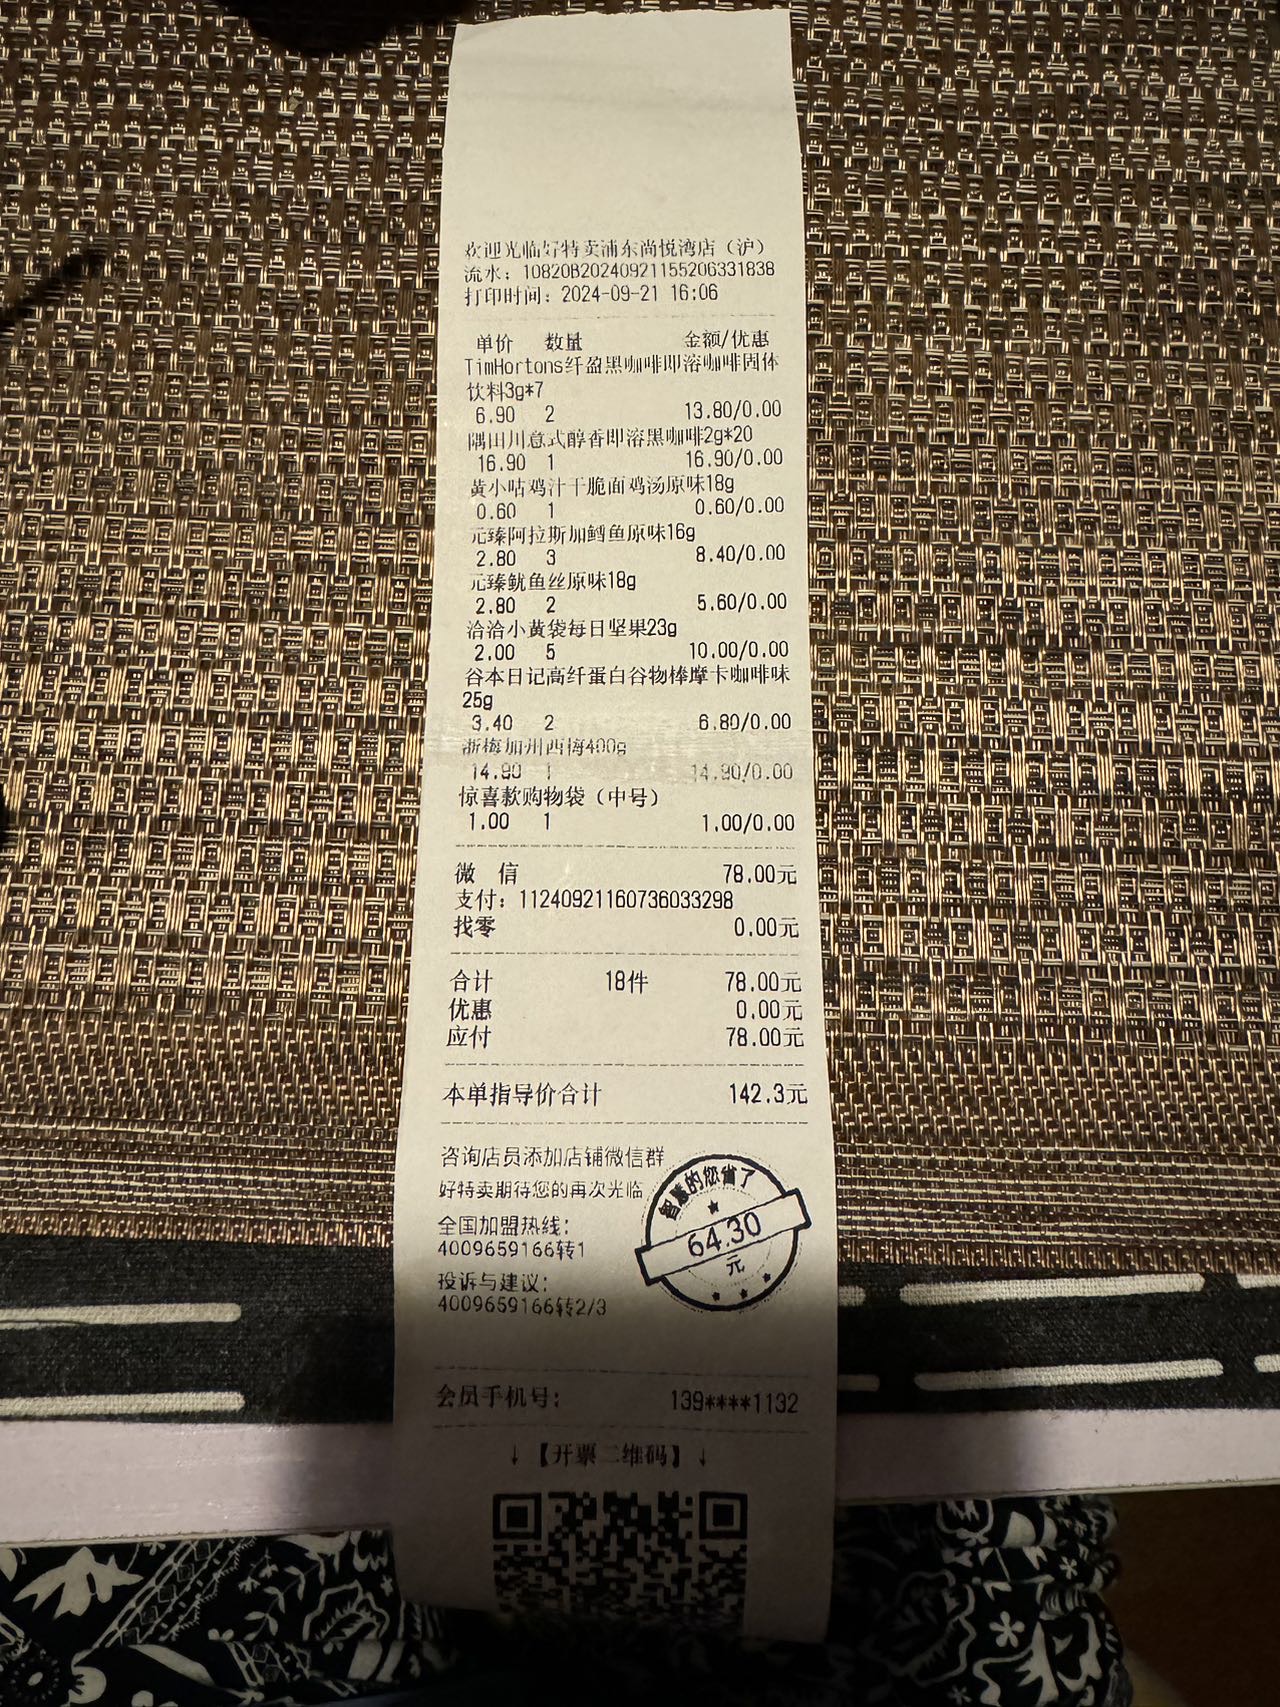 欢迎光临好特卖浦东尚悦湾店（沪）
流水：10820B20240921155206331838
打印时间：2024-09-21 16:06
单价 数量 金额/优惠
TimHortons纤盈黑咖啡即溶咖啡固体
饮料3g*7
6.90 2 13.80/0.00
隅田川意式醇香即溶黑咖啡2g*20
16.90 1 16.90/0.00
黄小咕鸡汁干脆面鸡汤原味18g
0.60 1 0.60/0.00
元臻阿拉斯加鳕鱼原味16g
2.80 3 8.40/0.00
元臻鱿鱼丝原味18g
2.80 2 5.60/0.00
洽洽小黄袋每日坚果23g
2.00 5 10.00/0.00
谷本日记高纤蛋白谷物棒摩卡咖啡味
25g
3.40 2 6.80/0.00
浙梅加州西梅400g
14.90 1 14.90/0.00
惊喜款购物袋（中号）
1.00 1 1.00/0.00
微 信 78.00元
支付：11240921160736033298
找零 0.00元
合计 18件 78.00元
优惠 0.00元
应付 78.00元
本单指导价合计 142.3元
咨询店员添加店铺微信群
好特卖期待您的再次光临
智慧的您省了
64.30
元
全国加盟热线：
4009659166转1
投诉与建议：
4009659166转2/3
会员手机号： 139****1132
↓【开票二维码】↓